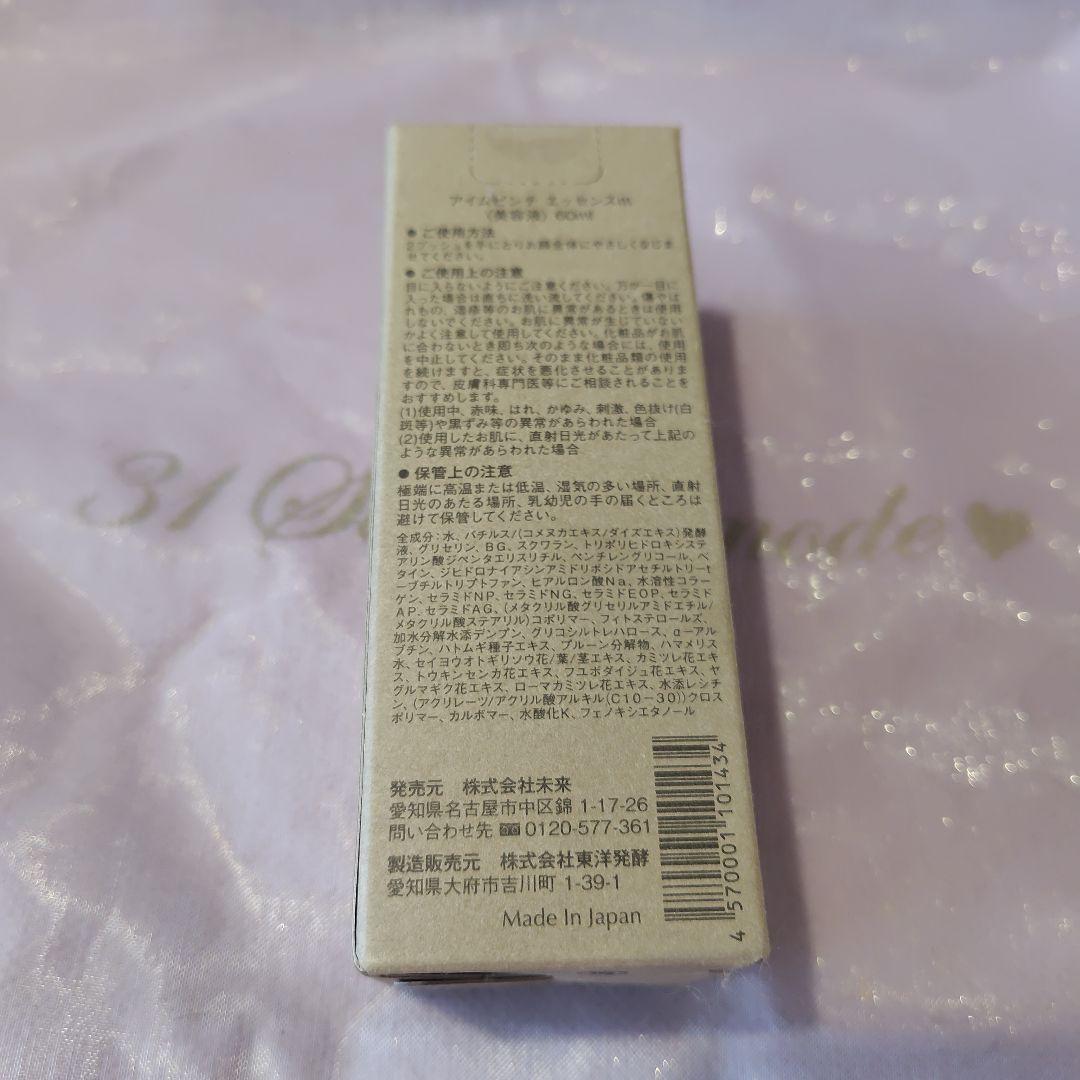 アイムピンチ エッセンスm
(美容液) 60ml
● ご使用方法
2プッシュを手にとりお顔全体にやさしくなじま
せてください。
● ご使用上の注意
目に入らないようにご注意ください。万が一目に
入った場合は直ちに洗い流してください。傷やは
れもの、湿疹等のお肌に異常があるときは使用
しないでください。お肌に異常が生じていない
かよく注意して使用してください。化粧品がお肌
に合わないとき即ち次のような場合には、使用
を中止してください。そのまま化粧品類の使用
を続けますと、症状を悪化させることがありま
すので、皮膚科専門医等にご相談されることを
おすすめします。
(1)使用中、赤味、はれ、かゆみ、刺激、色抜け(白
斑等)や黒ずみ等の異常があらわれた場合
(2)使用したお肌に、直射日光があたって上記の
ような異常があらわれた場合
● 保管上の注意
極端に高温または低温、湿気の多い場所、直射
日光のあたる場所、乳幼児の手の届くところは
避けて保管してください。
全成分：水、バチルス/(コメヌカエキス/ダイズエキス)発酵
液、グリセリン、BG、スクワラン、トリポリヒドロキシステ
アリン酸ジペンタエリスリチル、ペンチレングリコール、ベ
タイン、ジヒドロナイアシンアミドリボシドアセチルトリーt
ーブチルトリプトファン、ヒアルロン酸Na、水溶性コラー
ゲン、セラミドNP、セラミドNG、セラミドEOP、セラミド
AP、セラミドAG、(メタクリル酸グリセリルアミドエチル/
メタクリル酸ステアリル)コポリマー、フィトステロールズ、
加水分解水添デンプン、グリコシルトレハロース、α－アル
ブチン、ハトムギ種子エキス、プルーン分解物、ハマメリス
水、セイヨウオトギリソウ花/葉/茎エキス、カミツレ花エキ
ス、トウキンセンカ花エキス、フユボダイジュ花エキス、ヤ
グルマギク花エキス、ローマカミツレ花エキス、水添レシチ
ン、(アクリレーツ/アクリル酸アルキル(C10－30))クロス
ポリマー、カルボマー、水酸化K、フェノキシエタノール
発売元 株式会社未来
愛知県名古屋市中区錦 1-17-26
問い合わせ先 0120-577-361
製造販売元 株式会社東洋発酵
愛知県大府市吉川町 1-39-1
Made In Japan
4 570001 101434
31
node ♥